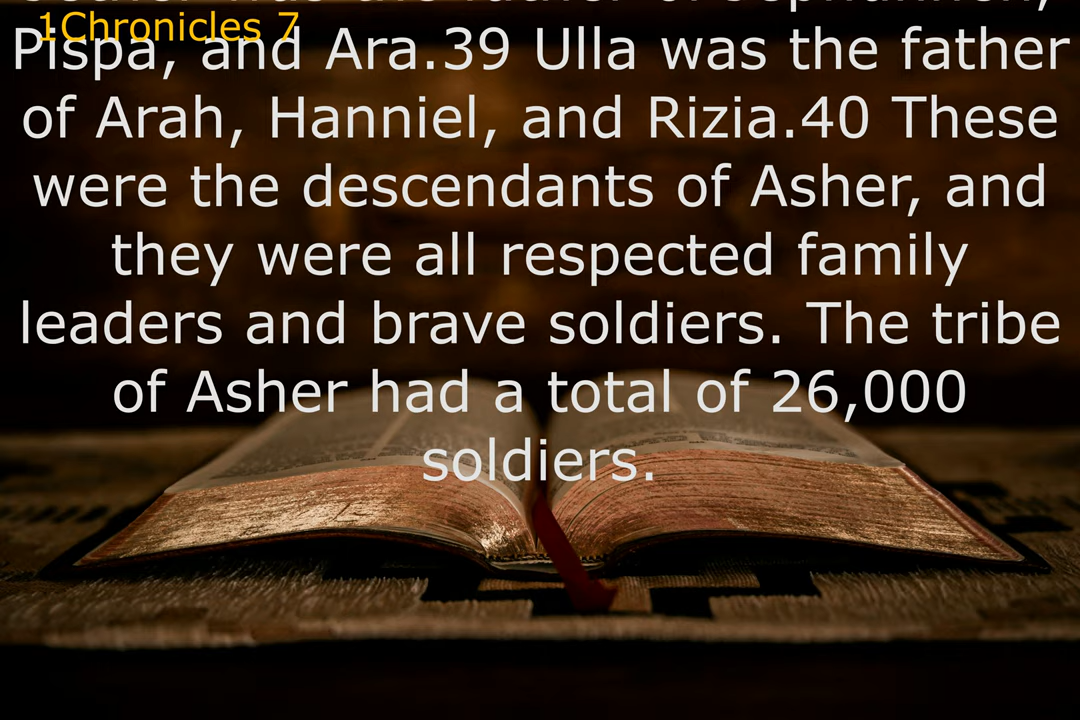 1Chronicles 7
Pispa, and Ara.39 Ulla was the father
of Arah, Hanniel, and Rizia.40 These
were the descendants of Asher, and
they were all respected family
leaders and brave soldiers. The tribe
of Asher had a total of 26,000
soldiers.